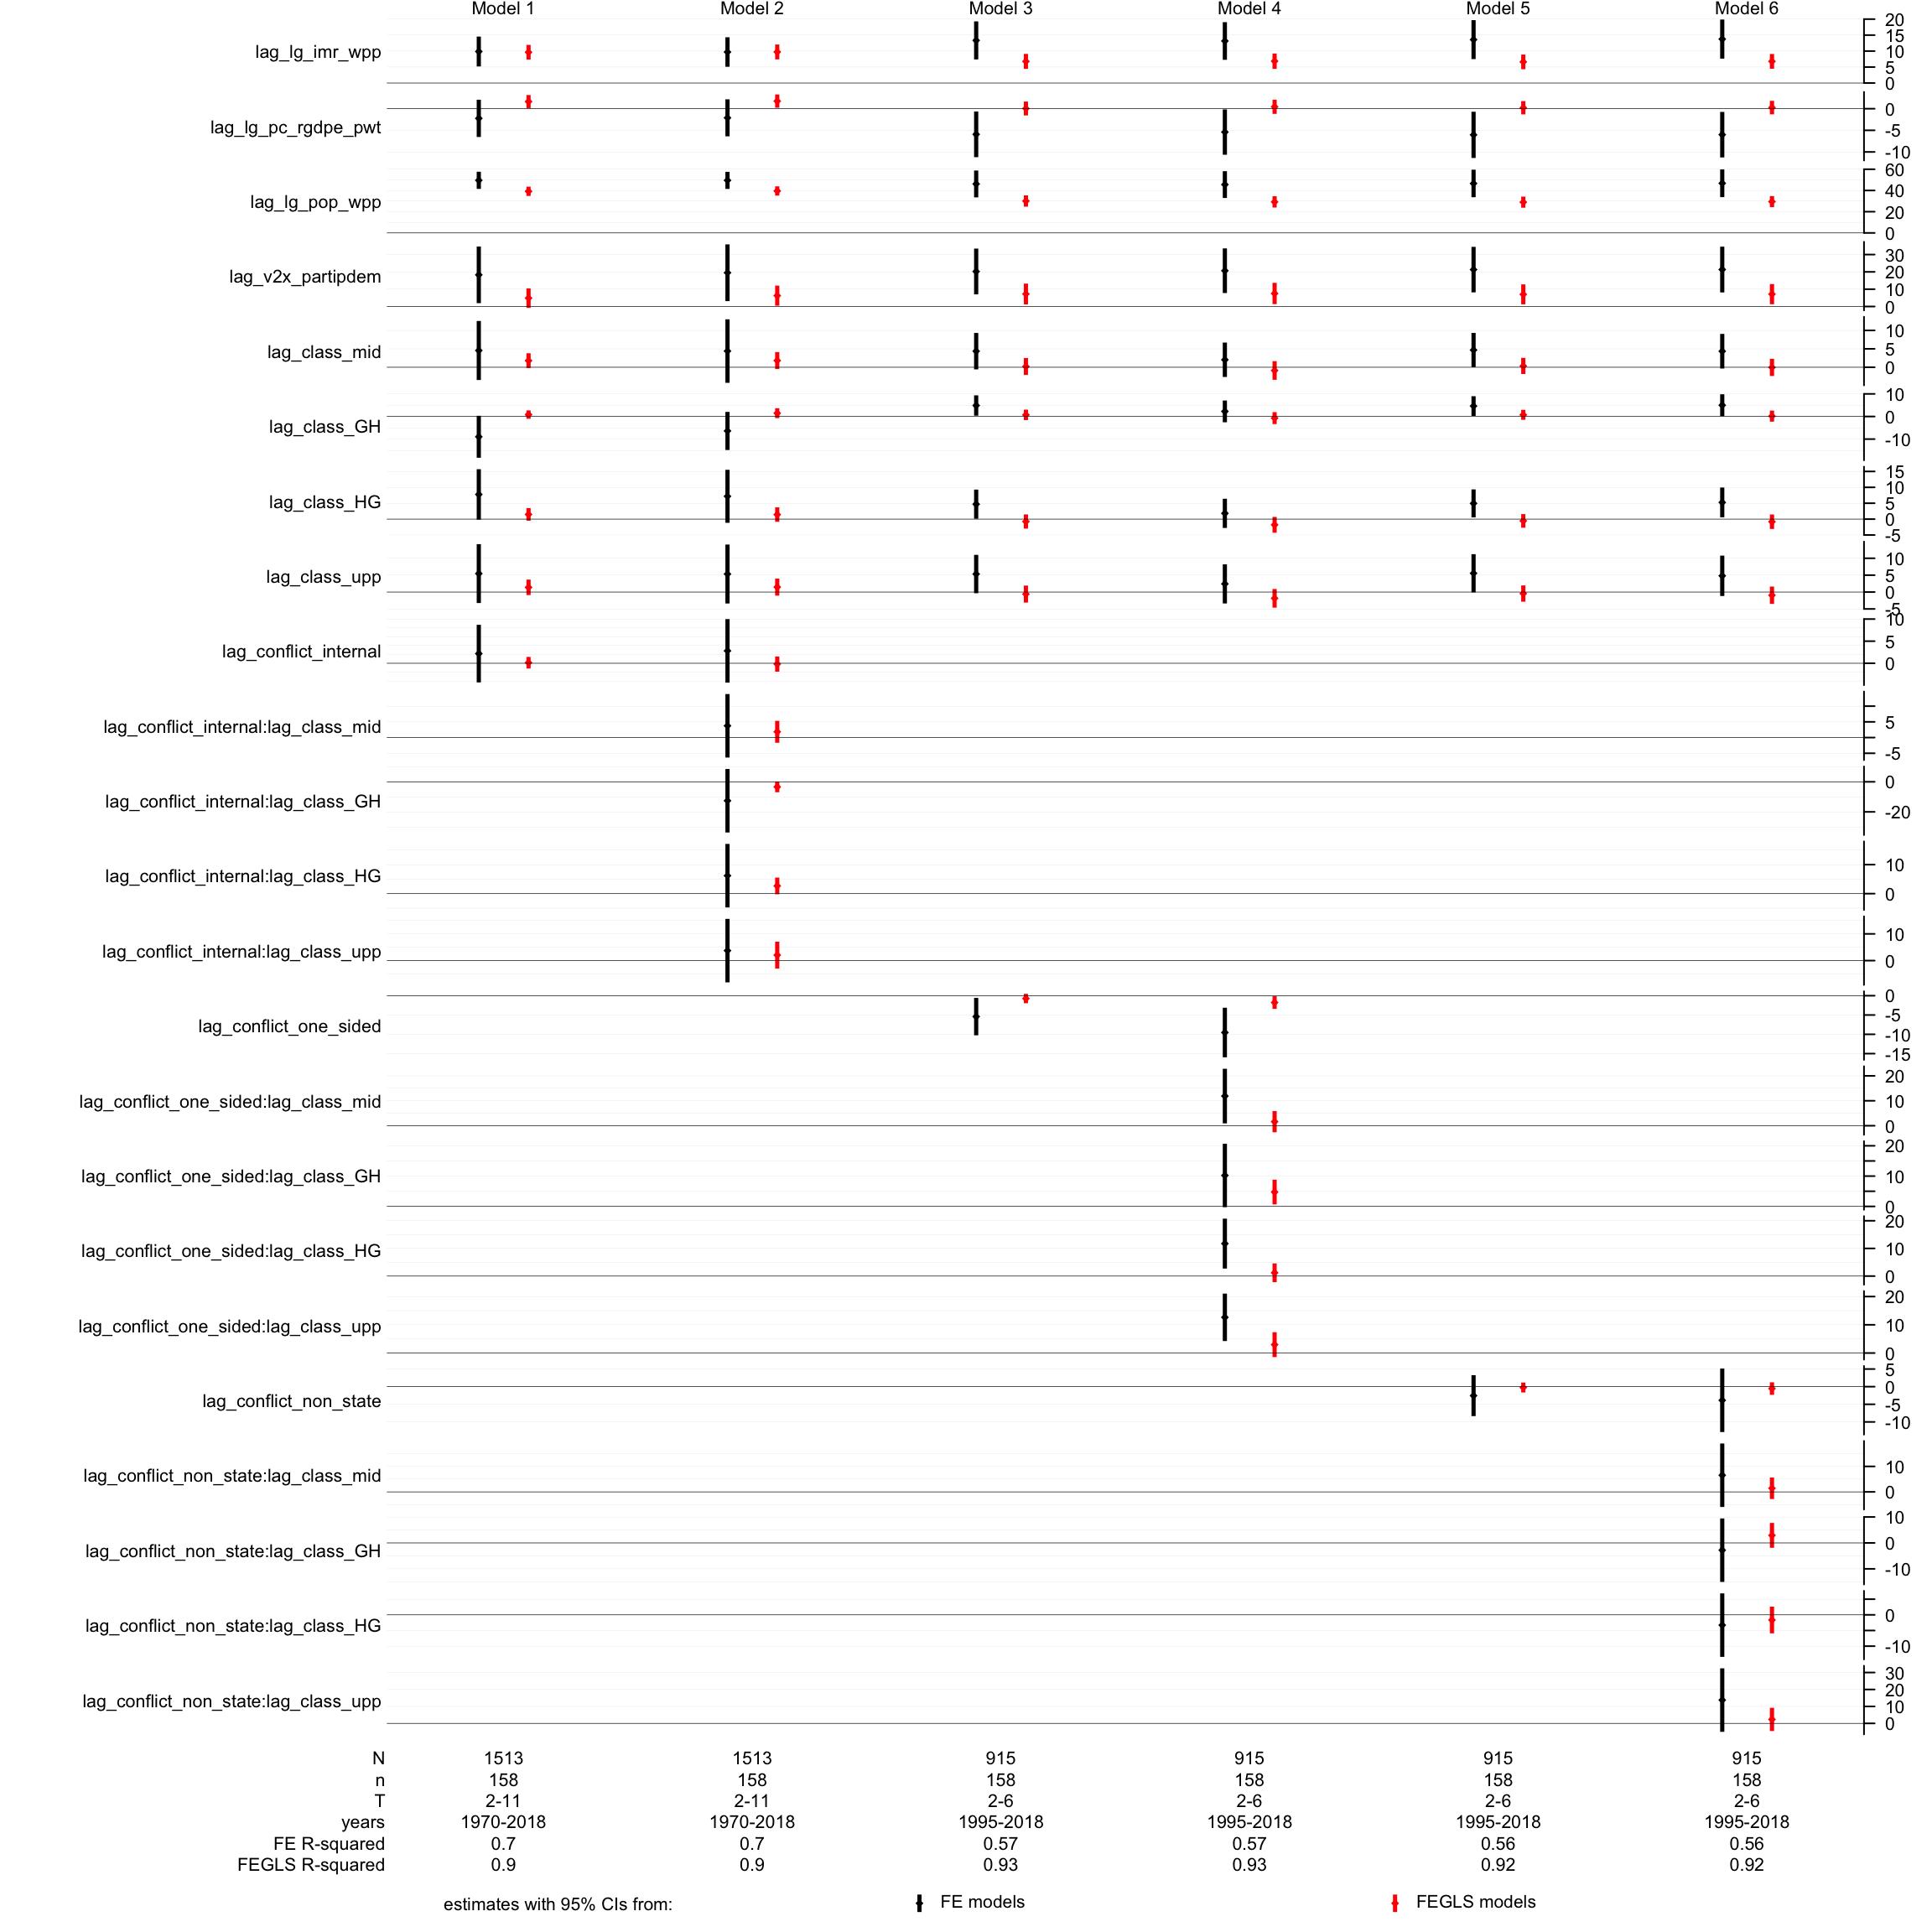 Model 1 Model 2 Model 3 Model 4 Model 5 Model 6
lag_lg_imr_wpp
20
15
10
5
0
lag_lg_pc_rgdpe_pwt
0
-5
-10
lag_lg_pop_wpp
60
40
20
0
lag_v2x_partipdem
30
20
10
0
lag_class_mid
10
5
0
lag_class_GH
10
0
-10
lag_class_HG
15
10
5
0
-5
lag_class_upp
10
5
0
-5
lag_conflict_internal
10
5
0
lag_conflict_internal:lag_class_mid
5
-5
lag_conflict_internal:lag_class_GH
0
-20
lag_conflict_internal:lag_class_HG
10
0
lag_conflict_internal:lag_class_upp
10
0
lag_conflict_one_sided
0
-5
-10
-15
lag_conflict_one_sided:lag_class_mid
20
10
0
lag_conflict_one_sided:lag_class_GH
20
10
0
lag_conflict_one_sided:lag_class_HG
20
10
0
lag_conflict_one_sided:lag_class_upp
20
10
0
lag_conflict_non_state
5
0
-5
-10
lag_conflict_non_state:lag_class_mid
10
0
lag_conflict_non_state:lag_class_GH
10
0
-10
lag_conflict_non_state:lag_class_HG
0
-10
lag_conflict_non_state:lag_class_upp
30
20
10
0
N 1513 1513 915 915 915 915
n 158 158 158 158 158 158
T 2-11 2-11 2-6 2-6 2-6 2-6
years 1970-2018 1970-2018 1995-2018 1995-2018 1995-2018 1995-2018
FE R-squared 0.7 0.7 0.57 0.57 0.56 0.56
FEGLS R-squared 0.9 0.9 0.93 0.93 0.92 0.92
estimates with 95% CIs from: FE models FEGLS models